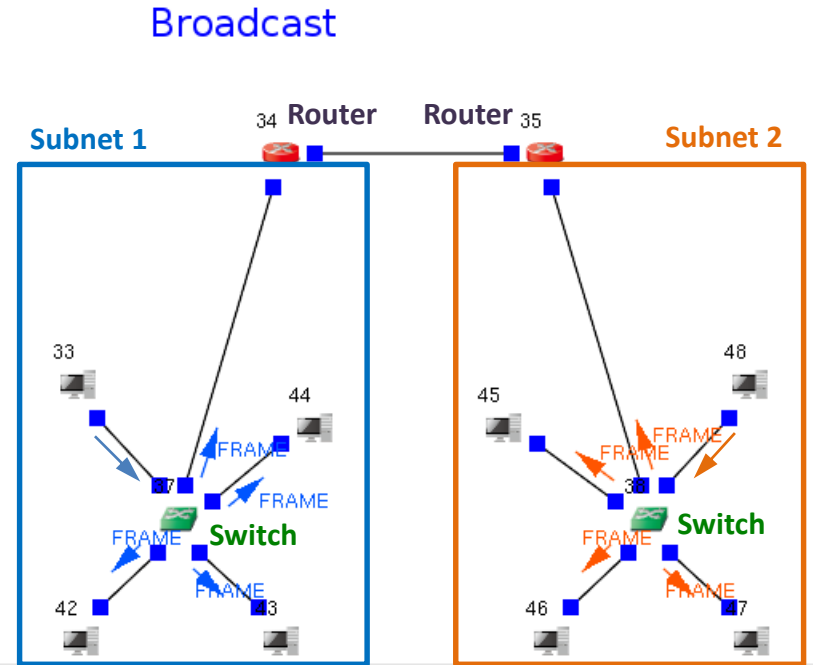 Broadcast
34 Router Router 35
Subnet 1 Subnet 2
33 48
44 45
FRAME FRAME
FRAME
37 38
FRAME
Switch Switch
FRAME FRAME
FRAME FRAME
42 43 46 47